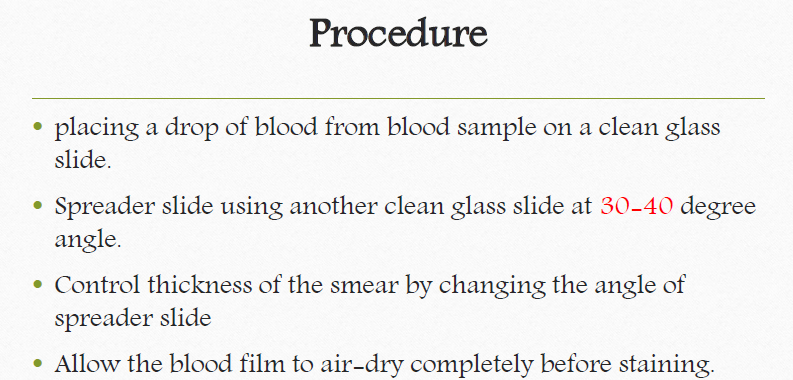 Procedure
• placing a drop of blood from blood sample on a clean glass
slide.
• Spreader slide using another clean glass slide at 30-40 degree
angle.
• Control thickness of the smear by changing the angle of
spreader slide
• Allow the blood film to air-dry completely before staining.